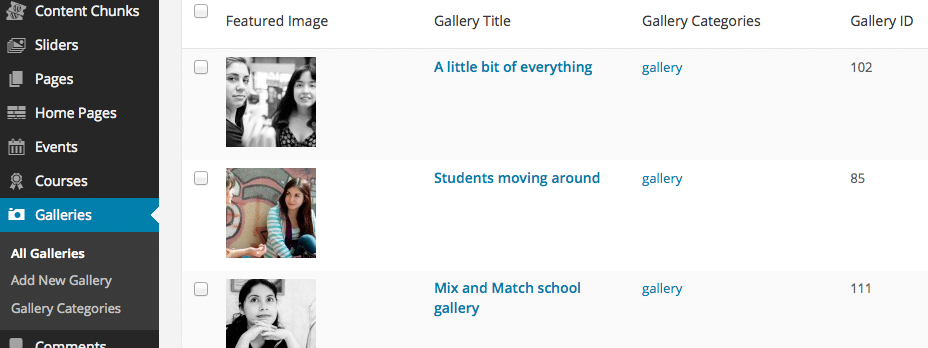 Content Chunks
Sliders
Pages
Home Pages
Events
Courses
Galleries
All Galleries
Add New Gallery
Gallery Categories
Comments
Featured Image Gallery Title Gallery Categories Gallery ID
A little bit of everything gallery 102
Students moving around gallery 85
Mix and Match school gallery 111
gallery